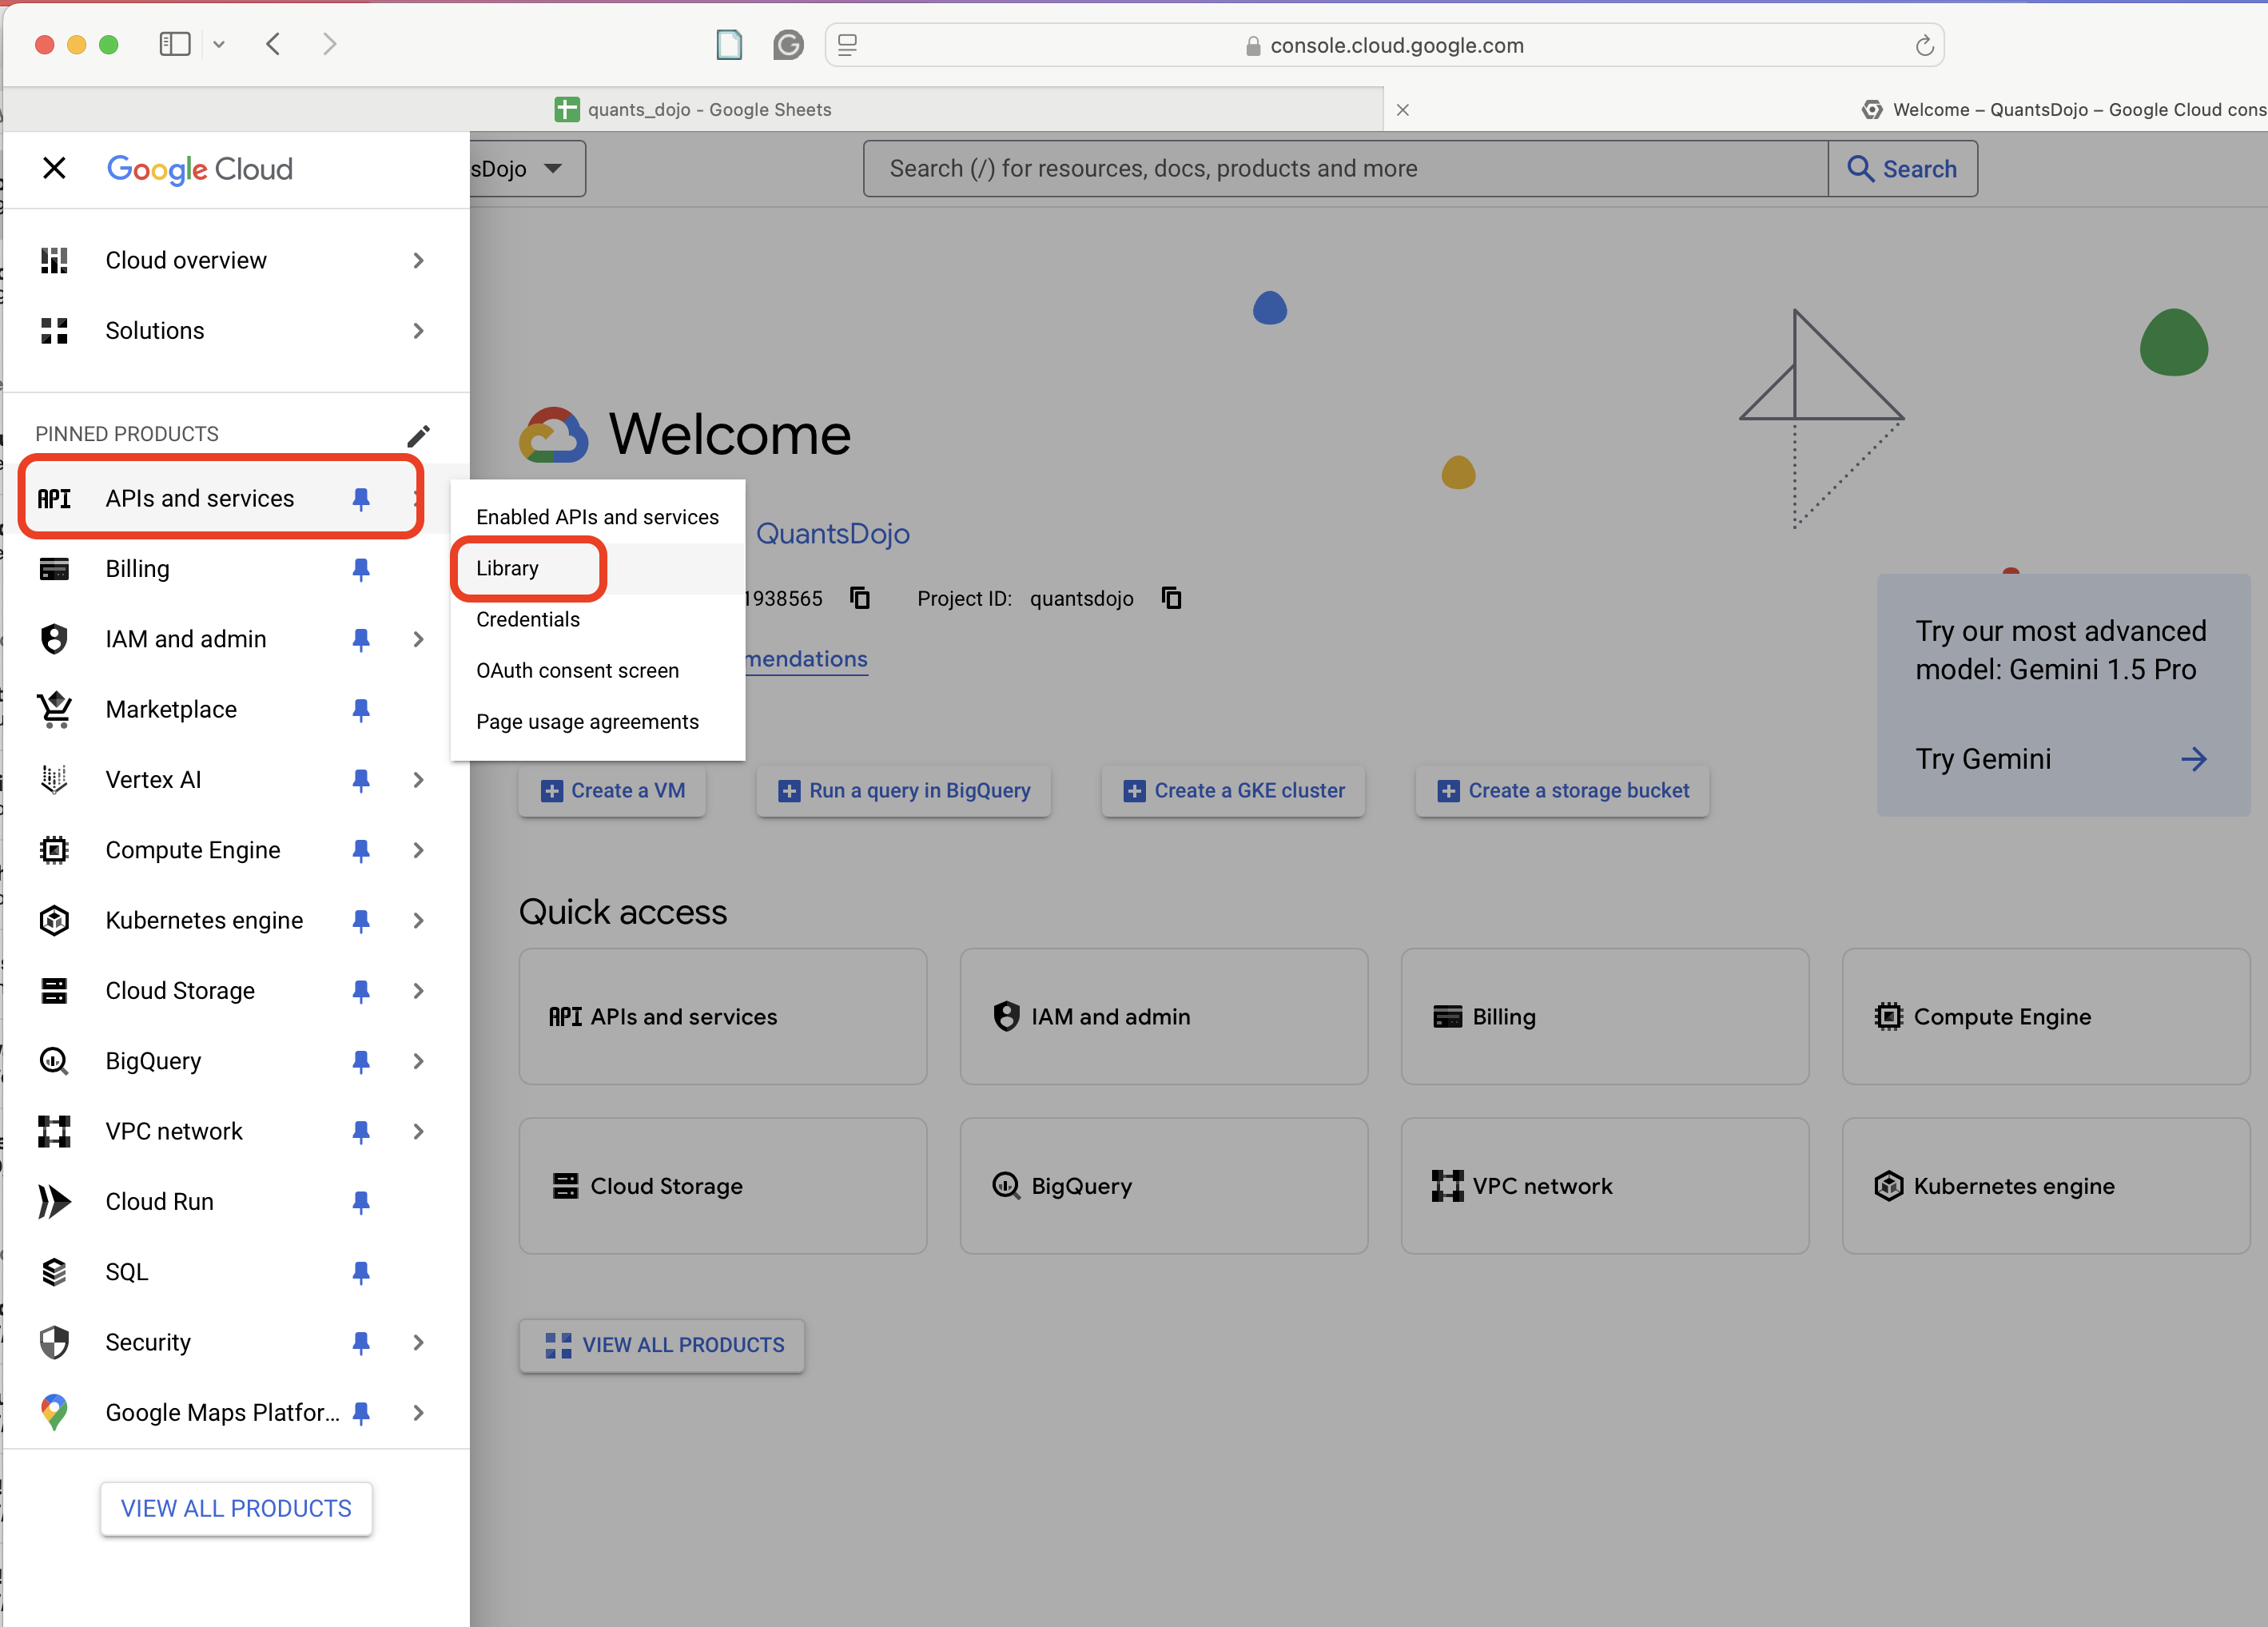 console.cloud.google.com
quants_dojo - Google Sheets
Welcome – QuantsDojo – Google Cloud cons
Google Cloud
sDojo
Search (/) for resources, docs, products and more
Search
Cloud overview
Solutions
PINNED PRODUCTS
API APIs and services
Billing
IAM and admin
Marketplace
Vertex AI
Compute Engine
Kubernetes engine
Cloud Storage
BigQuery
VPC network
Cloud Run
SQL
Security
Google Maps Platfor...
VIEW ALL PRODUCTS
Enabled APIs and services
Library
Credentials
OAuth consent screen
Page usage agreements
Welcome
QuantsDojo
1938565
Project ID: quantsdojo
mendations
Try our most advanced
model: Gemini 1.5 Pro
Try Gemini
Create a VM
Run a query in BigQuery
Create a GKE cluster
Create a storage bucket
Quick access
API APIs and services
IAM and admin
Billing
Compute Engine
Cloud Storage
BigQuery
VPC network
Kubernetes engine
VIEW ALL PRODUCTS